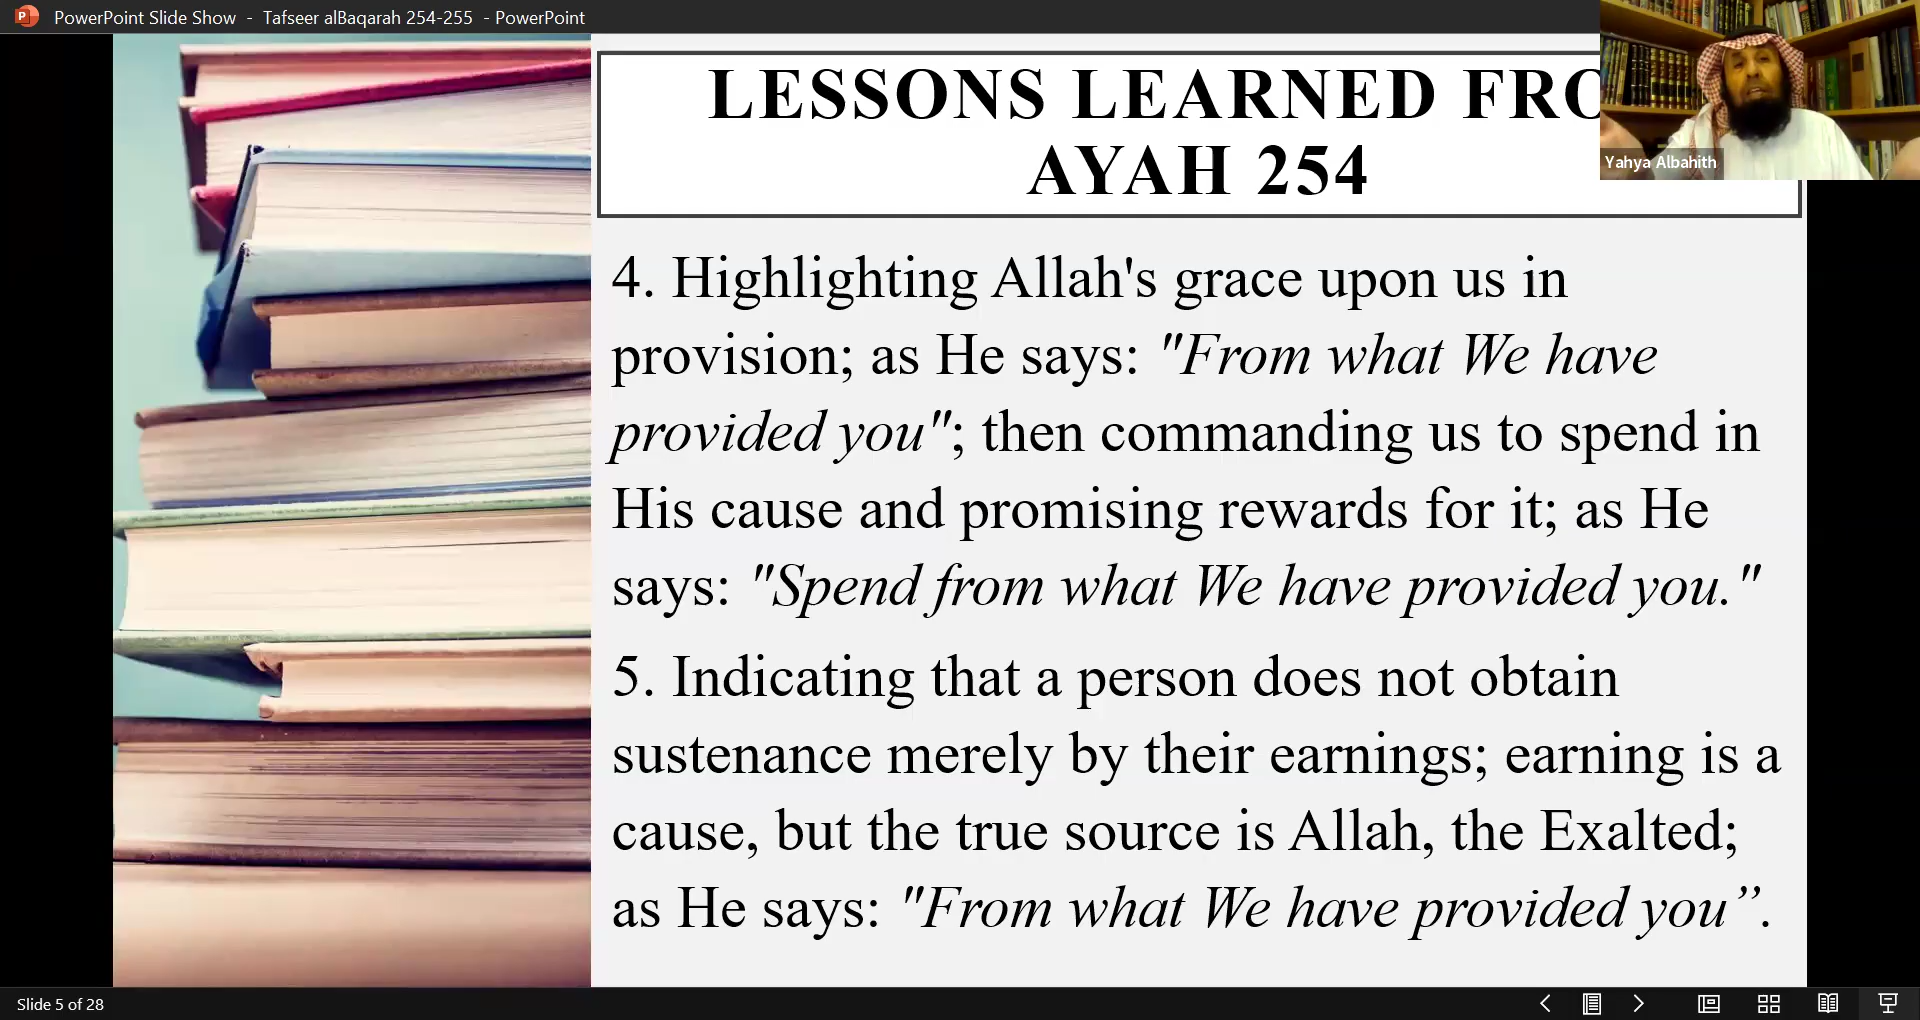 PowerPoint Slide Show - Tafseer alBaqarah 254-255 - PowerPoint
LESSONS LEARNED FRO
AYAH 254
Yahya Albahith
4. Highlighting Allah's grace upon us in
provision; as He says: "From what We have
provided you"; then commanding us to spend in
His cause and promising rewards for it; as He
says: "Spend from what We have provided you."
5. Indicating that a person does not obtain
sustenance merely by their earnings; earning is a
cause, but the true source is Allah, the Exalted;
as He says: "From what We have provided you”.
Slide 5 of 28